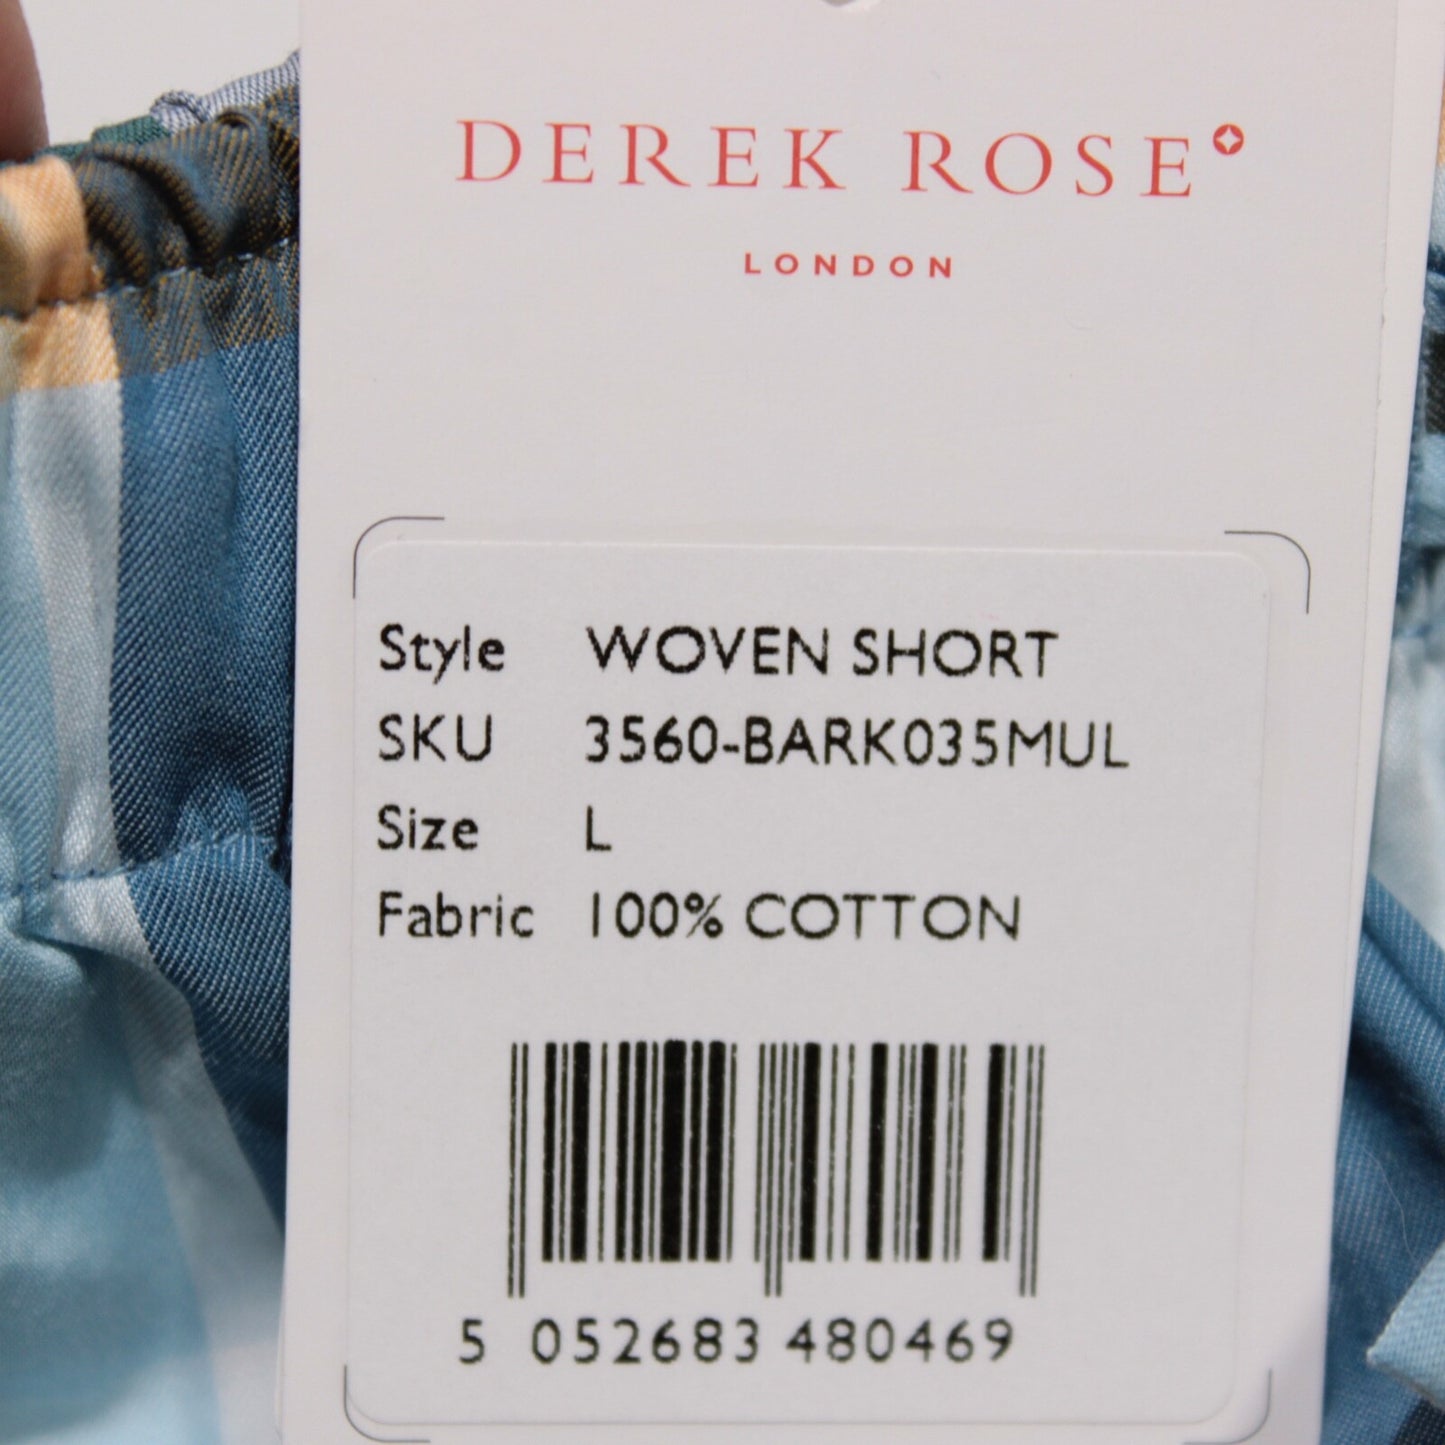 DEREK ROSE
LONDON
Style WOVEN SHORT
SKU 3560-BARK035MUL
Size L
Fabric 100% COTTON
5 052683 480469